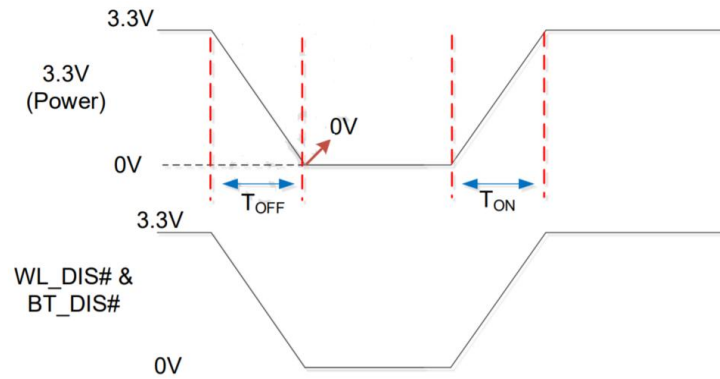 3.3V
3.3V
(Power)
0V
0V
TOFF
TON
3.3V
WL_DIS# &
BT_DIS#
0V